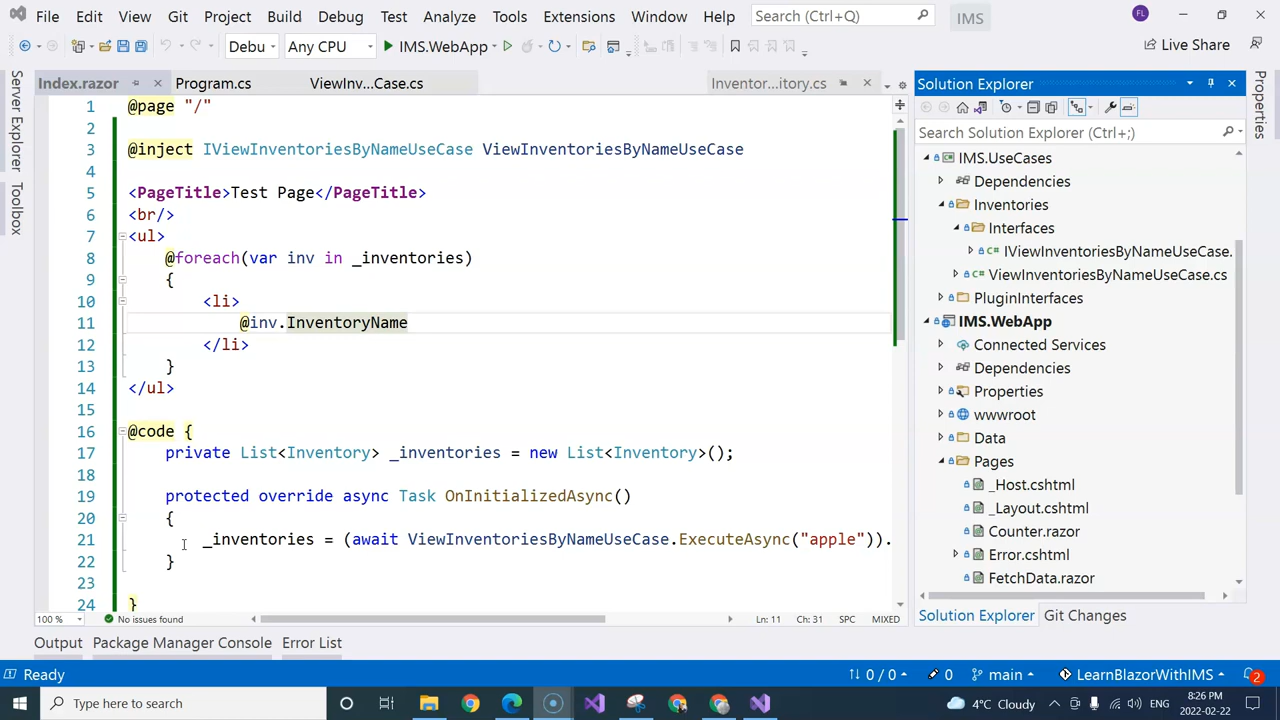 File Edit View Git Project Build Debug Test Analyze Tools Extensions Window Help Search (Ctrl+Q) IMS FL
Debu Any CPU IMS.WebApp Live Share
Server Explorer
Toolbox
Index.razor Program.cs ViewInv...Case.cs Inventor...itory.cs
1 @page "/"
2
3 @inject IViewInventoriesByNameUseCase ViewInventoriesByNameUseCase
4
5 <PageTitle>Test Page</PageTitle>
6 <br/>
7 <ul>
8 @foreach(var inv in _inventories)
9 {
10 <li>
11 @inv.InventoryName
12 </li>
13 }
14 </ul>
15
16 @code {
17 private List<Inventory> _inventories = new List<Inventory>();
18
19 protected override async Task OnInitializedAsync()
20 {
21 _inventories = (await ViewInventoriesByNameUseCase.ExecuteAsync("apple")).
22 }
23
24 }
100 % No issues found Ln: 11 Ch: 31 SPC MIXED
Solution Explorer
Search Solution Explorer (Ctrl+;)
IMS.UseCases
Dependencies
Inventories
Interfaces
IViewInventoriesByNameUseCase.
ViewInventoriesByNameUseCase.cs
PluginInterfaces
IMS.WebApp
Connected Services
Dependencies
Properties
wwwroot
Data
Pages
_Host.cshtml
_Layout.cshtml
Counter.razor
Error.cshtml
FetchData.razor
Solution Explorer Git Changes
Properties
Output Package Manager Console Error List
Ready 0 / 0 0 main LearnBlazorWithIMS 2
Type here to search 4°C Cloudy 8:26 PM
2022-02-22